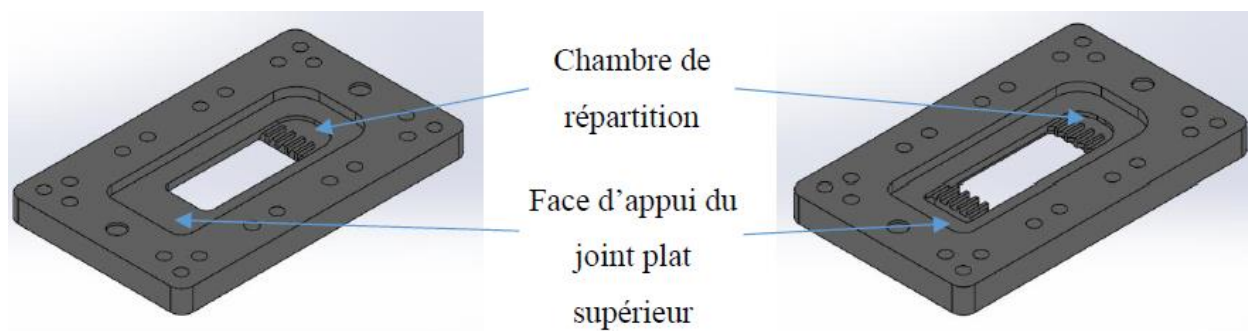 Chambre de
répartition
Face d’appui du
joint plat
supérieur